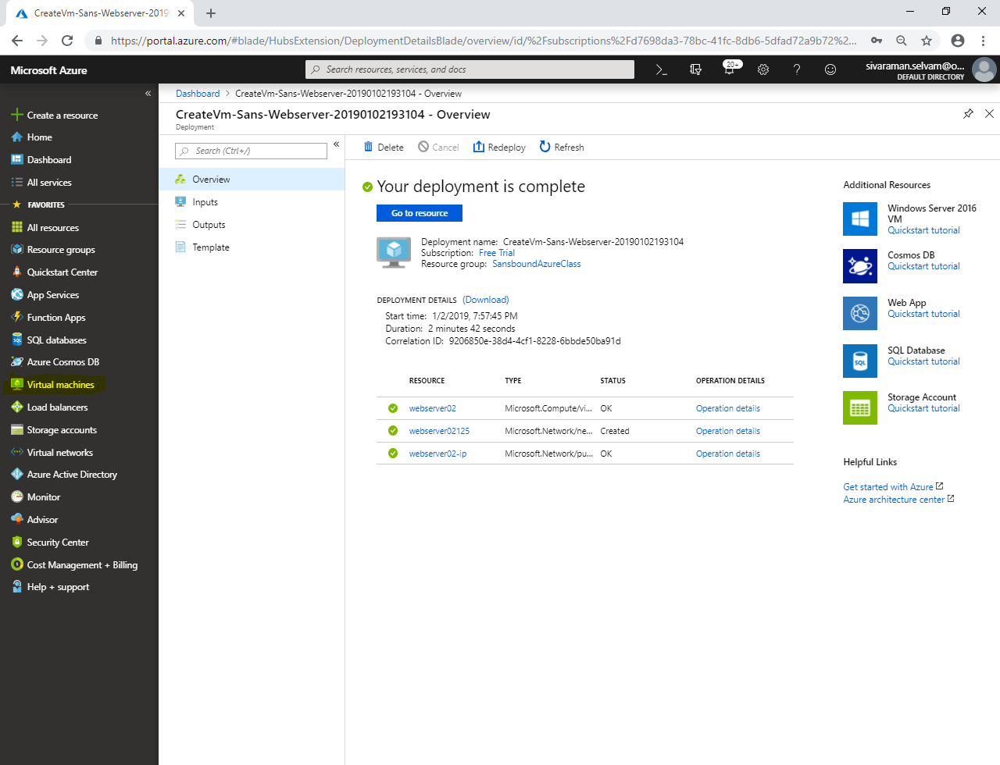 CreateVm-Sans-Webserver-2019
https://portal.azure.com/#blade/HubsExtension/DeploymentDetailsBlade/overview/id/%2Fsubscriptions%2Fd7698da3-78bc-41fc-8db6-5dfad72a9b72%2...
Microsoft Azure
Search resources, services, and docs
20+
sivaraman.selvam@o...
DEFAULT DIRECTORY
Create a resource
Home
Dashboard
All services
FAVORITES
All resources
Resource groups
Quickstart Center
App Services
Function Apps
SQL databases
Azure Cosmos DB
Virtual machines
Load balancers
Storage accounts
Virtual networks
Azure Active Directory
Monitor
Advisor
Security Center
Cost Management + Billing
Help + support
Dashboard > CreateVm-Sans-Webserver-20190102193104 - Overview
CreateVm-Sans-Webserver-20190102193104 - Overview
Deployment
Search (Ctrl+/)
Overview
Inputs
Outputs
Template
Delete Cancel Redeploy Refresh
Your deployment is complete
Go to resource
Deployment name: CreateVm-Sans-Webserver-20190102193104
Subscription: Free Trial
Resource group: SansboundAzureClass
DEPLOYMENT DETAILS (Download)
Start time: 1/2/2019, 7:57:45 PM
Duration: 2 minutes 42 seconds
Correlation ID: 9206850e-38d4-4cf1-8228-6bbde50ba91d
RESOURCE TYPE STATUS OPERATION DETAILS
webserver02 Microsoft.Compute/vi... OK Operation details
webserver02125 Microsoft.Network/ne... Created Operation details
webserver02-ip Microsoft.Network/pu... OK Operation details
Additional Resources
Windows Server 2016
VM
Quickstart tutorial
Cosmos DB
Quickstart tutorial
Web App
Quickstart tutorial
SQL
SQL Database
Quickstart tutorial
Storage Account
Quickstart tutorial
Helpful Links
Get started with Azure
Azure architecture center